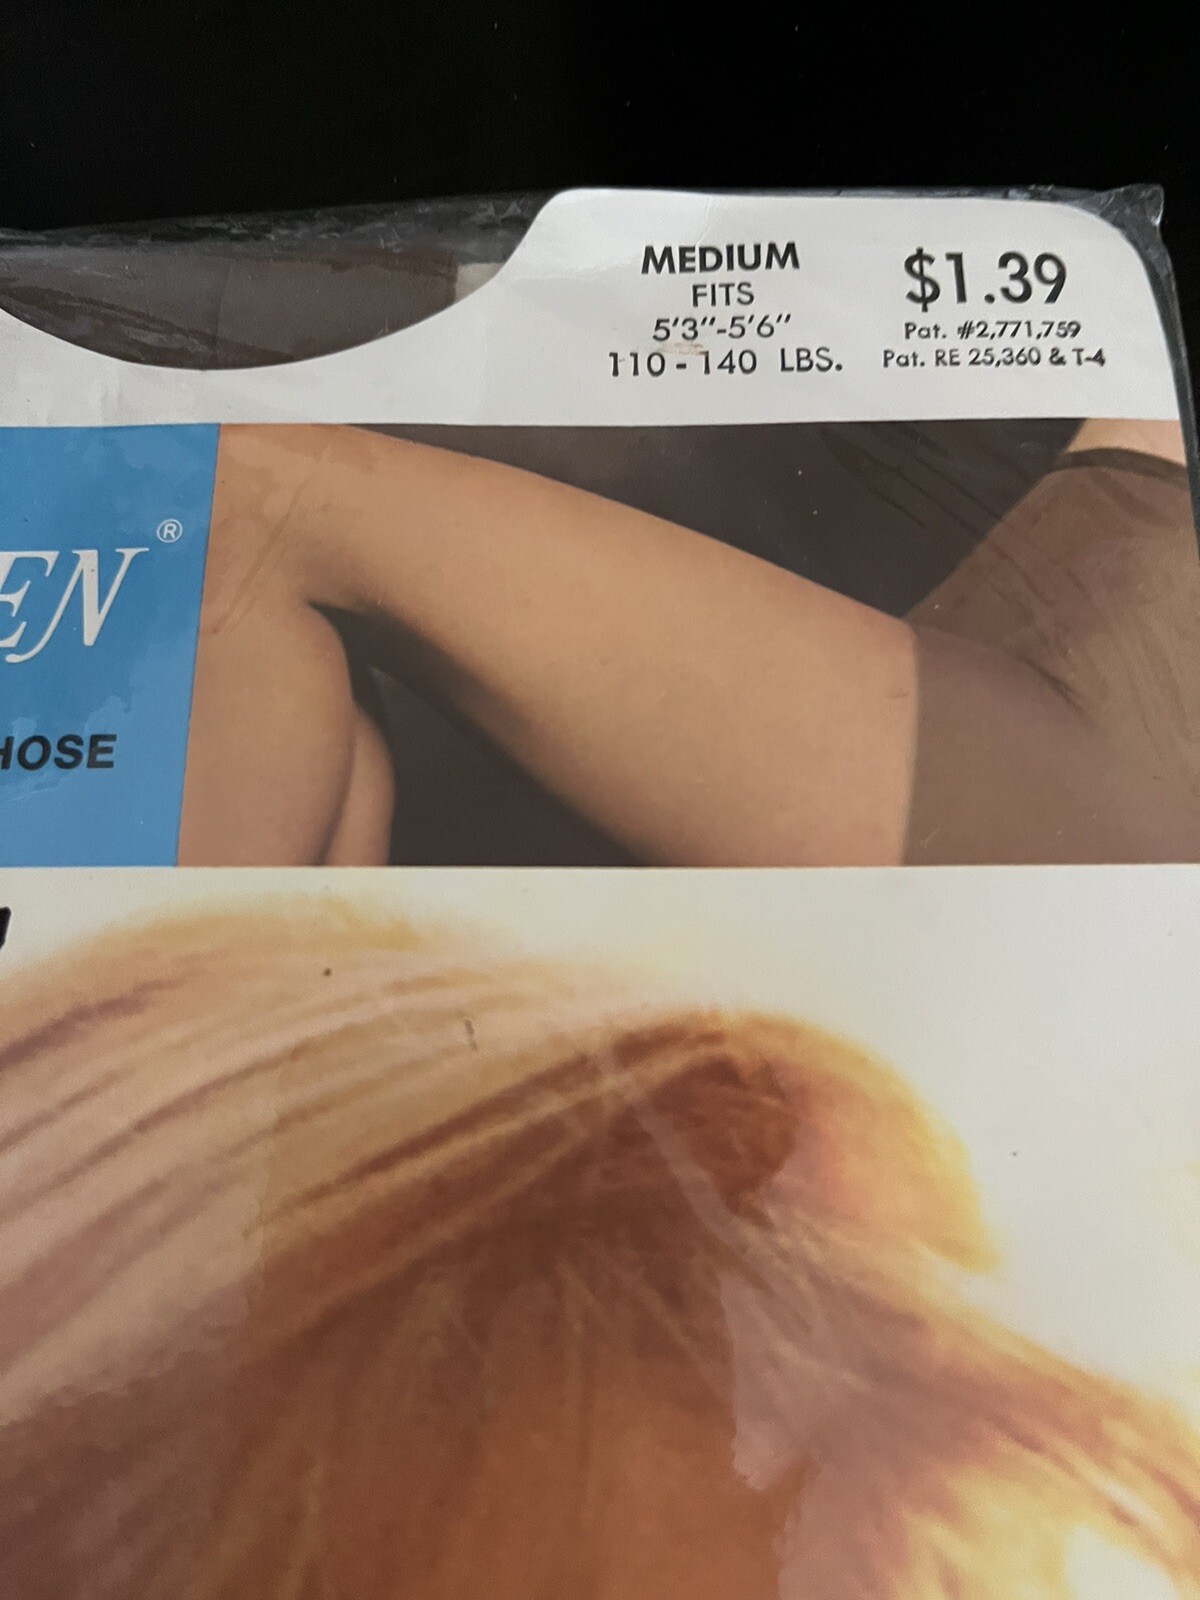 MEDIUM
FITS
5'3"-5'6"
110 - 140 LBS.
$1.39
Pat. #2,771,759
Pat. RE 25,360 & T-4
EN®
HOSE